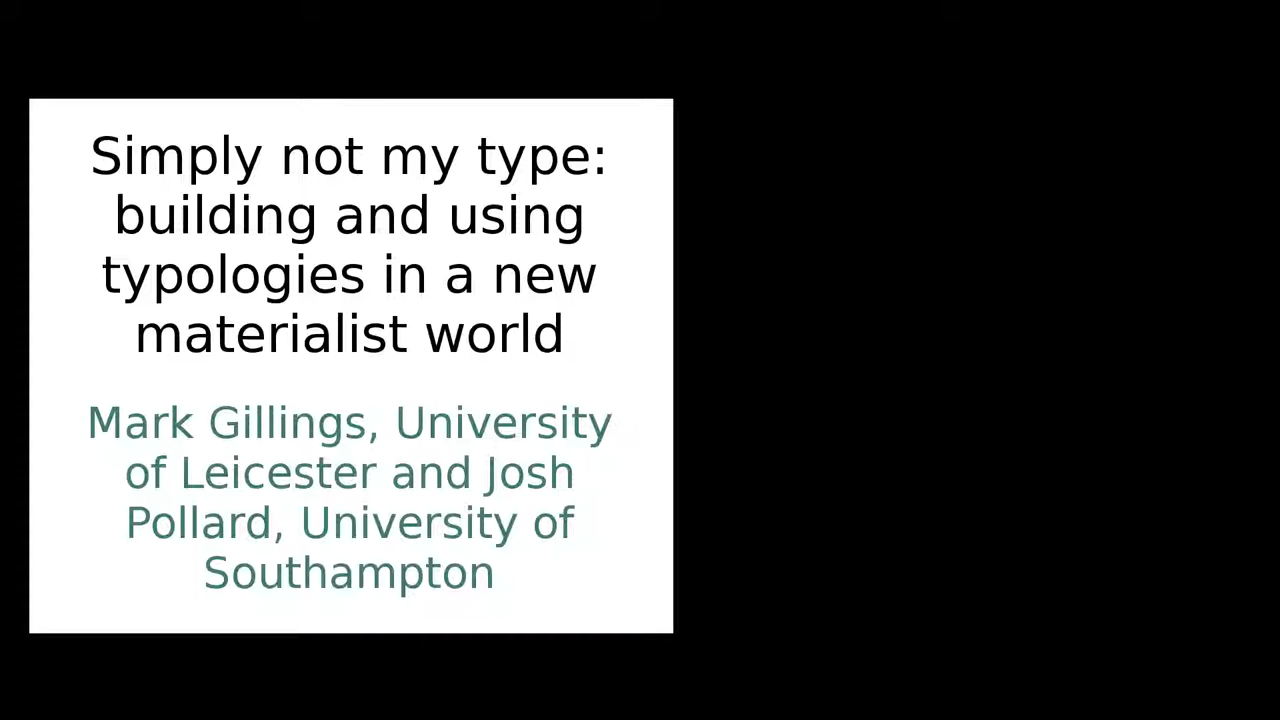 Simply not my type:
building and using
typologies in a new
materialist world
Mark Gillings, University
of Leicester and Josh
Pollard, University of
Southampton